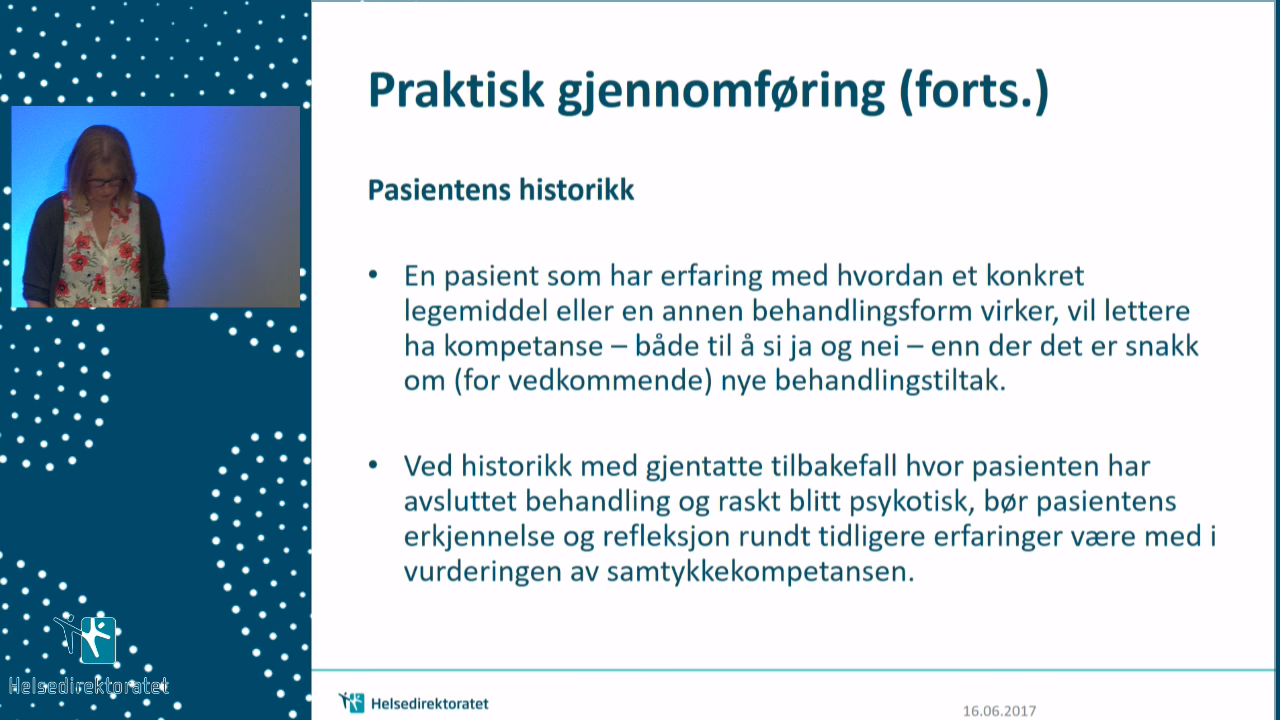 Praktisk gjennomføring (forts.)
Pasientens historikk
• En pasient som har erfaring med hvordan et konkret
legemiddel eller en annen behandlingsform virker, vil lettere
ha kompetanse – både til å si ja og nei – enn der det er snakk
om (for vedkommende) nye behandlingstiltak.
• Ved historikk med gjentatte tilbakefall hvor pasienten har
avsluttet behandling og raskt blitt psykotisk, bør pasientens
erkjennelse og refleksjon rundt tidligere erfaringer være med i
vurderingen av samtykkekompetansen.
Helsedirektoratet
Helsedirektoratet
16.06.2017